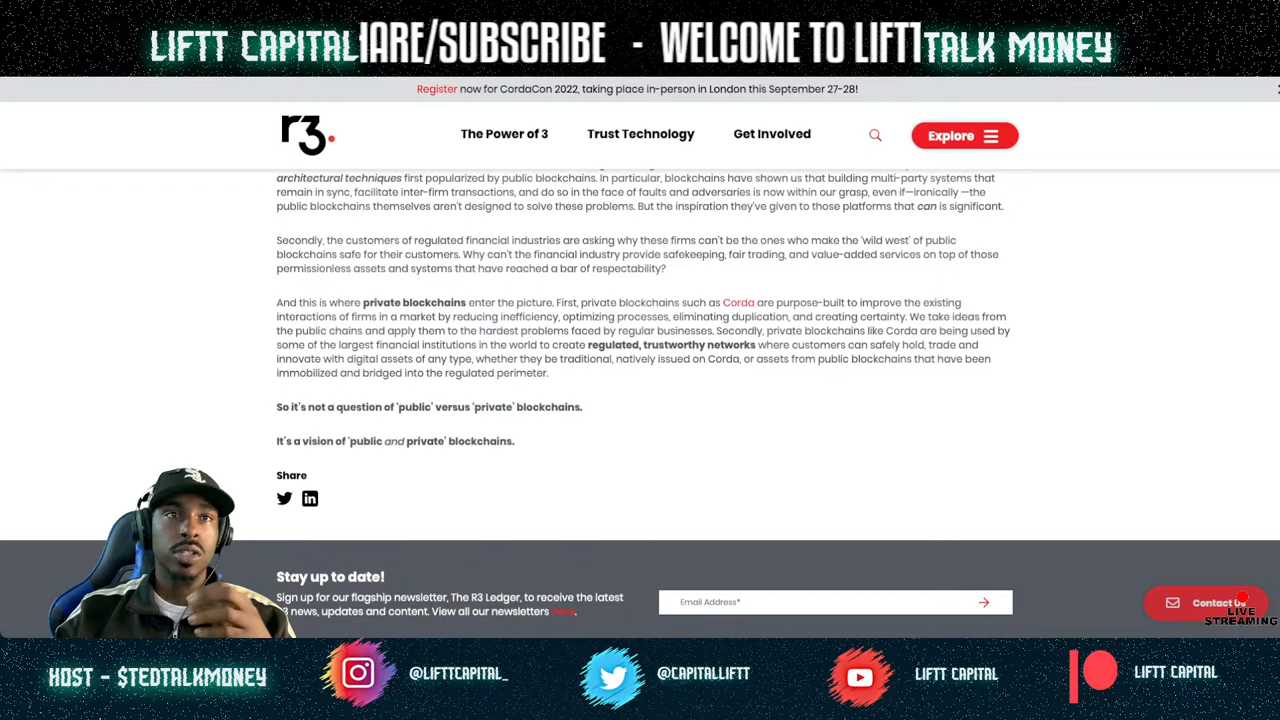 LIFTT CAPITAL
SHARE/SUBSCRIBE - WELCOME TO LIFTT
TALK MONEY
Register now for CordaCon 2022, taking place in-person in London this September 27-28!
r3.
The Power of 3
Trust Technology
Get Involved
Explore
architectural techniques first popularized by public blockchains. In particular, blockchains have shown us that building multi-party systems that
remain in sync, facilitate inter-firm transactions, and do so in the face of faults and adversaries is now within our grasp, even if—ironically —the
public blockchains themselves aren't designed to solve these problems. But the inspiration they've given to those platforms that can is significant.
Secondly, the customers of regulated financial industries are asking why these firms can't be the ones who make the 'wild west' of public
blockchains safe for their customers. Why can't the financial industry provide safekeeping, fair trading, and value-added services on top of those
permissionless assets and systems that have reached a bar of respectability?
And this is where private blockchains enter the picture. First, private blockchains such as Corda are purpose-built to improve the existing
interactions of firms in a market by reducing inefficiency, optimizing processes, eliminating duplication, and creating certainty. We take ideas from
the public chains and apply them to the hardest problems faced by regular businesses. Secondly, private blockchains like Corda are being used by
some of the largest financial institutions in the world to create regulated, trustworthy networks where customers can safely hold, trade and
innovate with digital assets of any type, whether they be traditional, natively issued on Corda, or assets from public blockchains that have been
immobilized and bridged into the regulated perimeter.
So it's not a question of 'public' versus 'private' blockchains.
It's a vision of 'public and private' blockchains.
Share
Stay up to date!
Sign up for our flagship newsletter, The R3 Ledger, to receive the latest
news, updates and content. View all our newsletters here.
Email Address*
Contact Us
LIVE
STREAMING
HOST - $TEDTALKMONEY
@LIFTTCAPITAL_
@CAPITALLIFTT
LIFTT CAPITAL
LIFTT CAPITAL